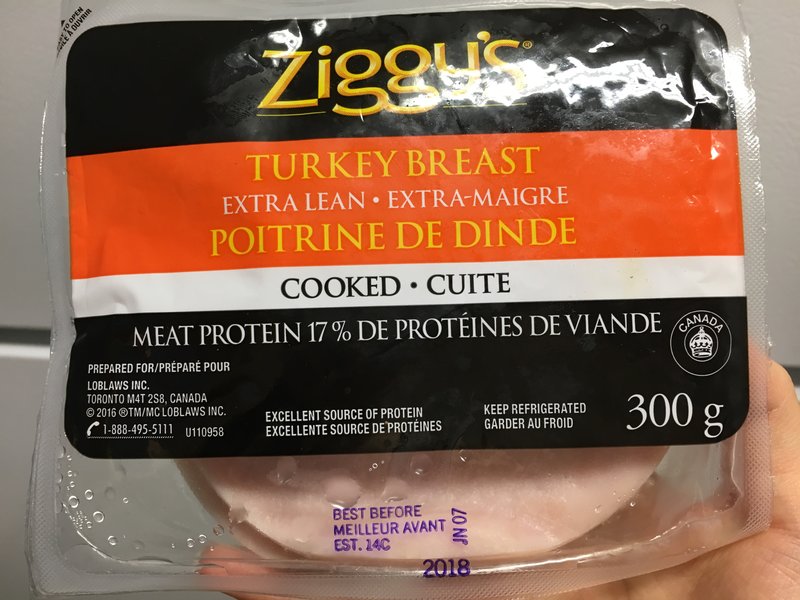 Ziggy's®
TURKEY BREAST
EXTRA LEAN • EXTRA-MAIGRE
POITRINE DE DINDE
COOKED • CUITE
MEAT PROTEIN 17 % DE PROTÉINES DE VIANDE
CANADA
PREPARED FOR/PRÉPARÉ POUR
LOBLAWS INC.
TORONTO M4T 2S8, CANADA
© 2016 ®TM/MC LOBLAWS INC.
1-888-495-5111 U110958
EXCELLENT SOURCE OF PROTEIN
EXCELLENTE SOURCE DE PROTÉINES
KEEP REFRIGERATED
GARDER AU FROID
300 g
BEST BEFORE
MEILLEUR AVANT
EST. 14C
2018
JN 07
TO OPEN
À OUVRIR